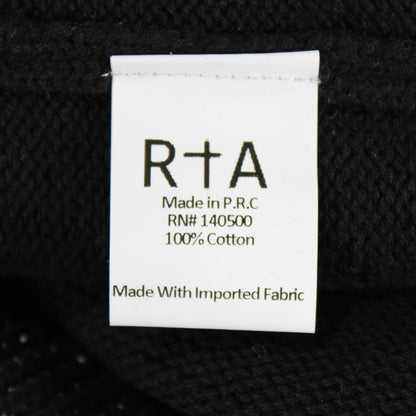 R†A
Made in P.R.C
RN# 140500
100% Cotton
Made With Imported Fabric